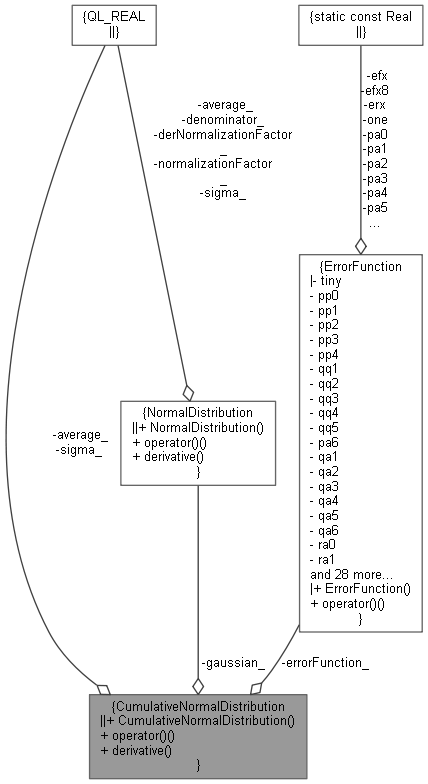 {QL_REAL
||}
{static const Real
||}
-average_
-denominator_
-derNormalizationFactor
_
-normalizationFactor
_
-sigma_
-efx
-efx8
-erx
-one
-pa0
-pa1
-pa2
-pa3
-pa4
-pa5
...
{ErrorFunction
|- tiny
- pp0
- pp1
- pp2
- pp3
- pp4
- qq1
- qq2
- qq3
- qq4
- qq5
- pa6
- qa1
- qa2
- qa3
- qa4
- qa5
- qa6
- ra0
- ra1
and 28 more...
|+ ErrorFunction()
+ operator()()
}
{NormalDistribution
||+ NormalDistribution()
+ operator()()
+ derivative()
}
-average_
-sigma_
-gaussian_
-errorFunction_
{CumulativeNormalDistribution
||+ CumulativeNormalDistribution()
+ operator()()
+ derivative()
}